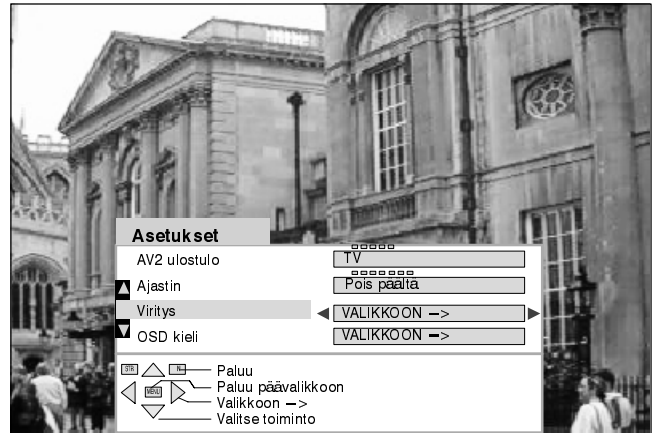 Asetukset
AV2 ulostulo TV
Ajastin Pois päältä
Viritys VALIKKOON —>
OSD kieli VALIKKOON —>
STR N Paluu
MENU Paluu päävalikkoon
Valikkoon —>
Valitse toiminto